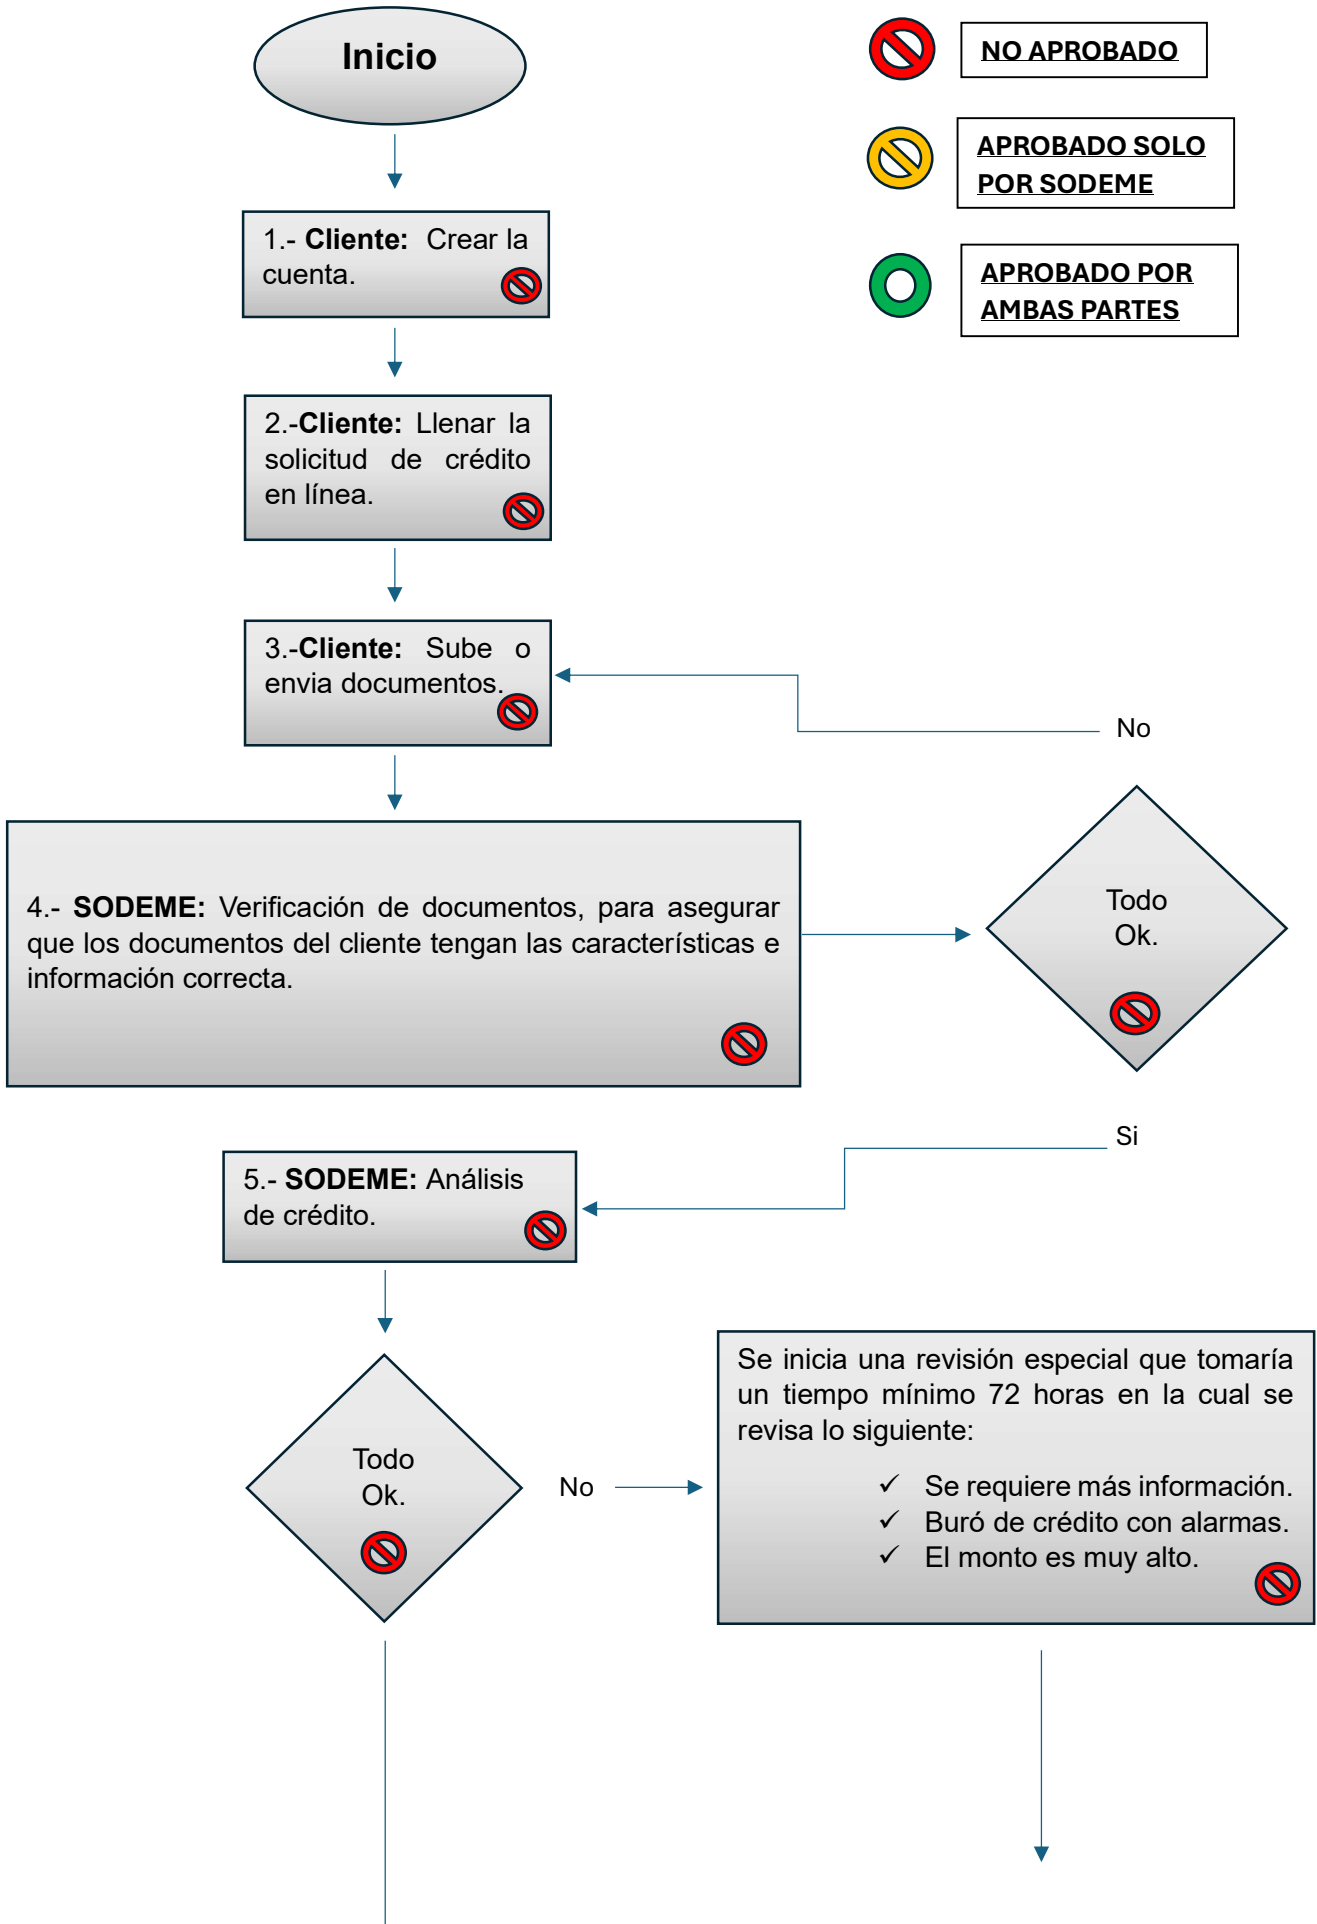 Inicio
NO APROBADO
APROBADO SOLO
POR SODEME
APROBADO POR
AMBAS PARTES
1.- Cliente: Crear la
cuenta.
2.-Cliente: Llenar la
solicitud de crédito
en línea.
3.-Cliente: Sube o
envia documentos.
No
4.- SODEME: Verificación de documentos, para asegurar
que los documentos del cliente tengan las características e
información correcta.
Todo
Ok.
Si
5.- SODEME: Análisis
de crédito.
Todo
Ok.
No
Se inicia una revisión especial que tomaría
un tiempo mínimo 72 horas en la cual se
revisa lo siguiente:
✓ Se requiere más información.
✓ Buró de crédito con alarmas.
✓ El monto es muy alto.